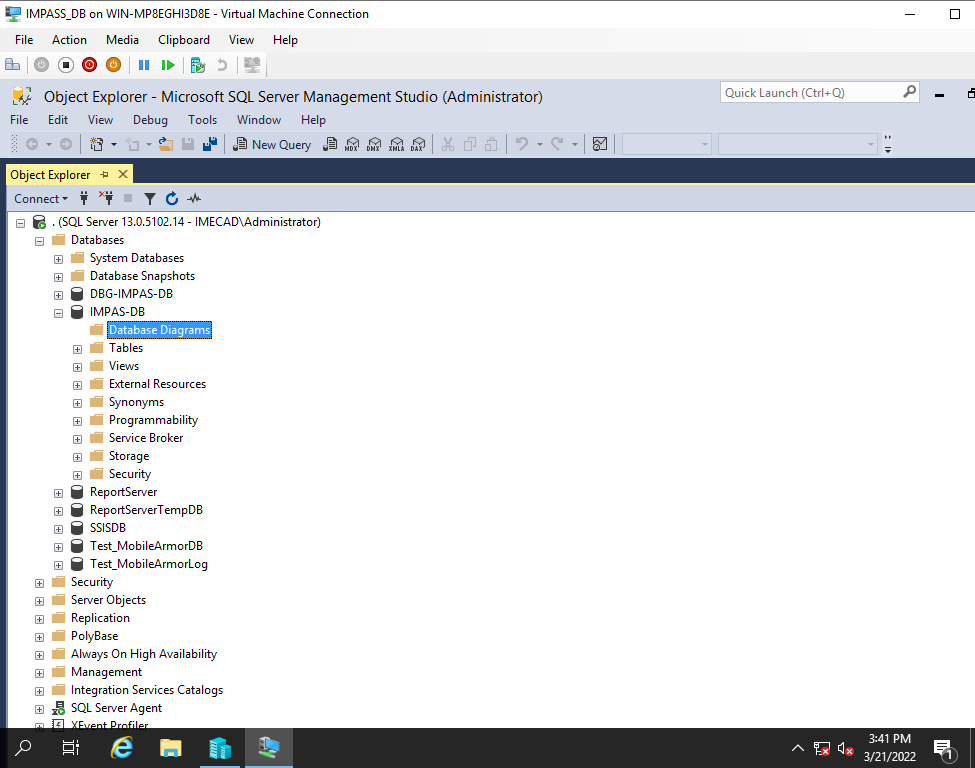 IMPASS_DB on WIN-MP8EGHI3D8E - Virtual Machine Connection
File Action Media Clipboard View Help
Object Explorer - Microsoft SQL Server Management Studio (Administrator)
Quick Launch (Ctrl+Q)
File Edit View Debug Tools Window Help
New Query MDX DMX XMLA DAX
Object Explorer
Connect
. (SQL Server 13.0.5102.14 - IMECAD\Administrator)
Databases
System Databases
Database Snapshots
DBG-IMPAS-DB
IMPAS-DB
Database Diagrams
Tables
Views
External Resources
Synonyms
Programmability
Service Broker
Storage
Security
ReportServer
ReportServerTempDB
SSISDB
Test_MobileArmorDB
Test_MobileArmorLog
Security
Server Objects
Replication
PolyBase
Always On High Availability
Management
Integration Services Catalogs
SQL Server Agent
XEvent Profiler
3:41 PM
3/21/2022
1